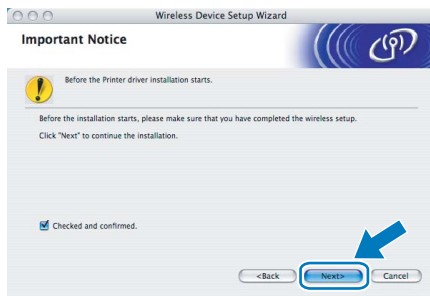 Wireless Device Setup Wizard
Important Notice
Before the Printer driver installation starts.
Before the installation starts, please make sure that you have completed the wireless setup.
Click "Next" to continue the installation.
Checked and confirmed.
<Back Next> Cancel